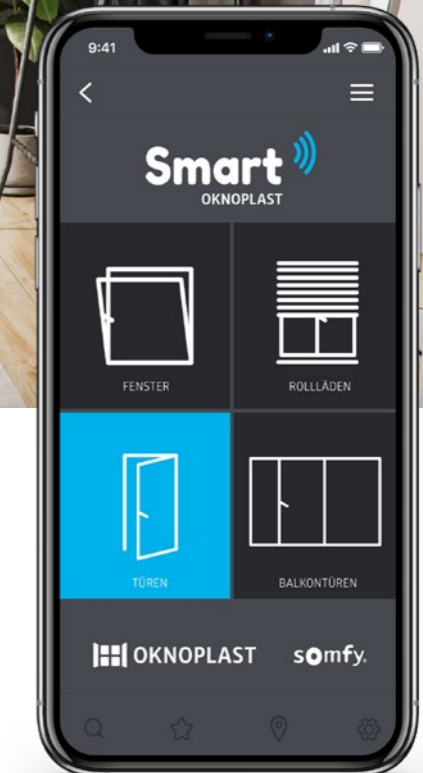 9:41
Smart
OKNOPLAST
FENSTER
ROLLLÄDEN
TÜREN
BALKONTÜREN
OKNOPLAST
somfy.